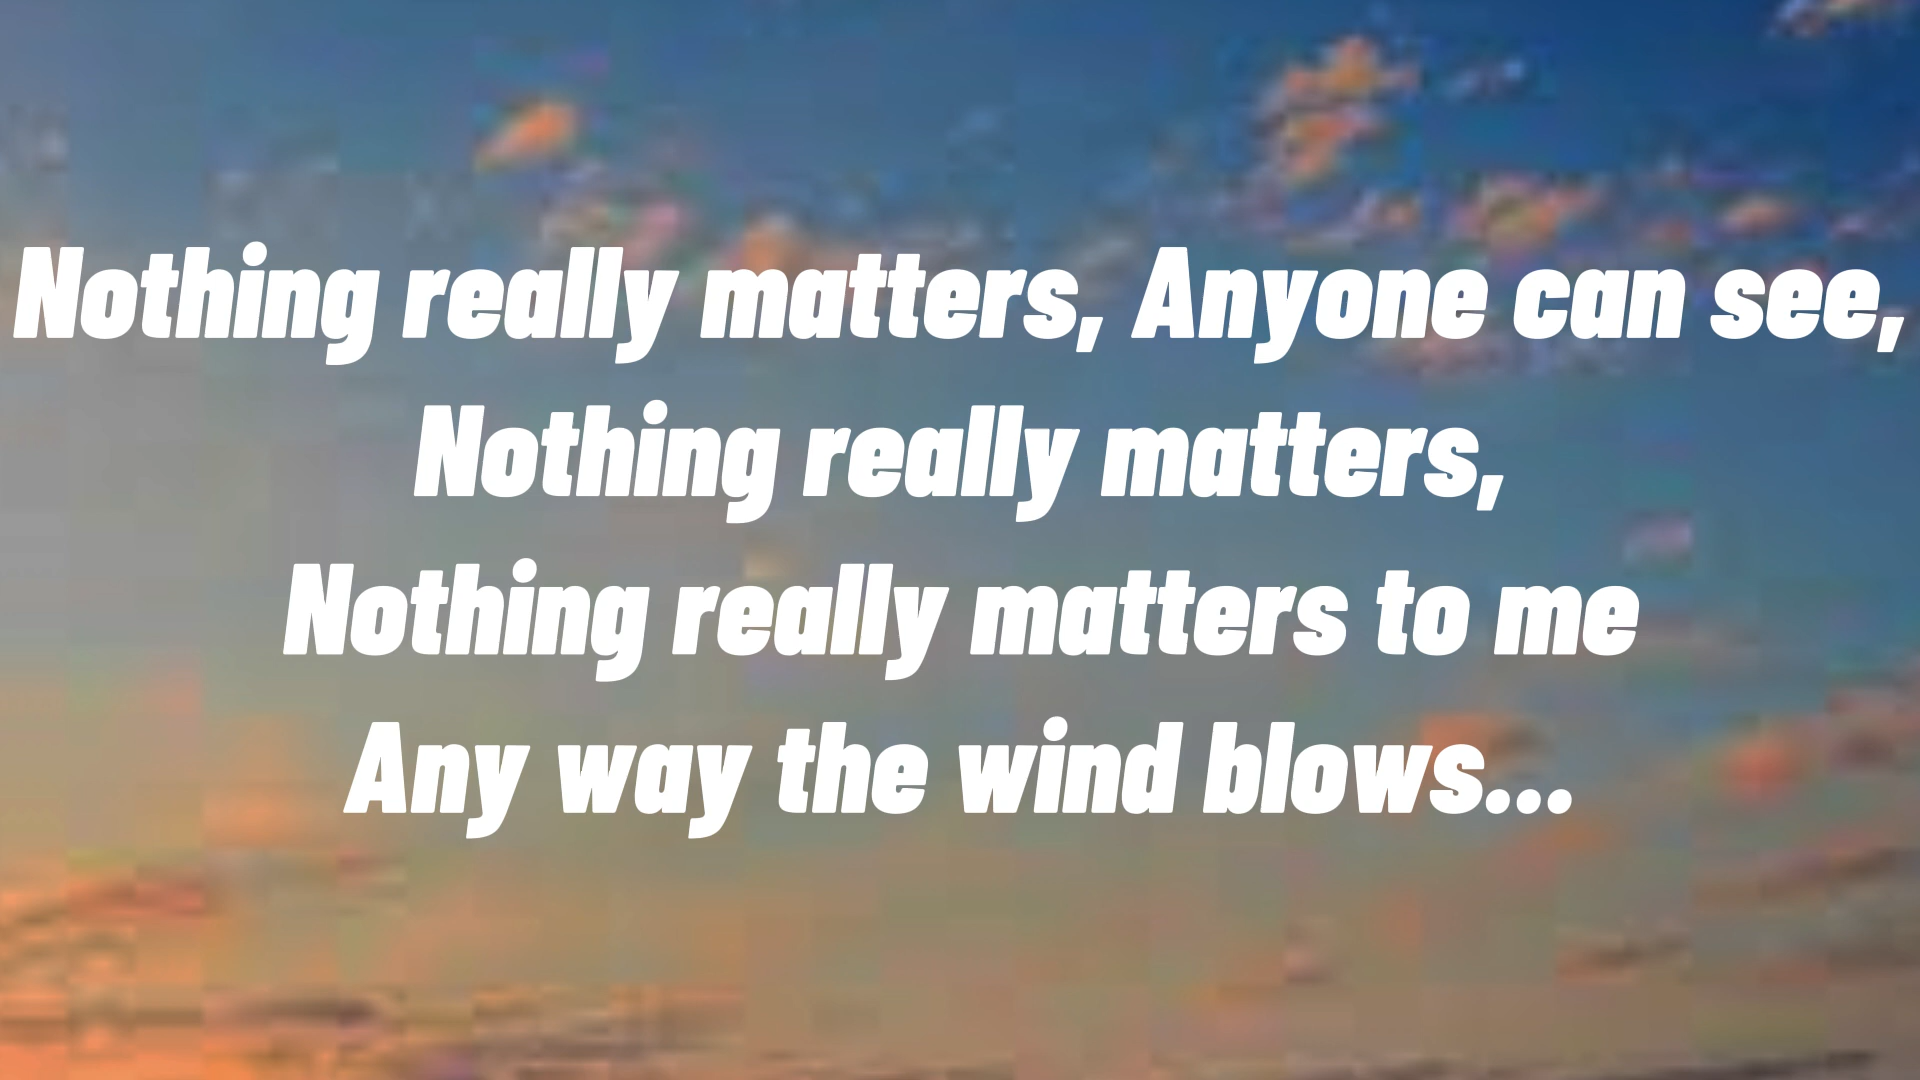 Nothing really matters, Anyone can see,
Nothing really matters,
Nothing really matters to me
Any way the wind blows...